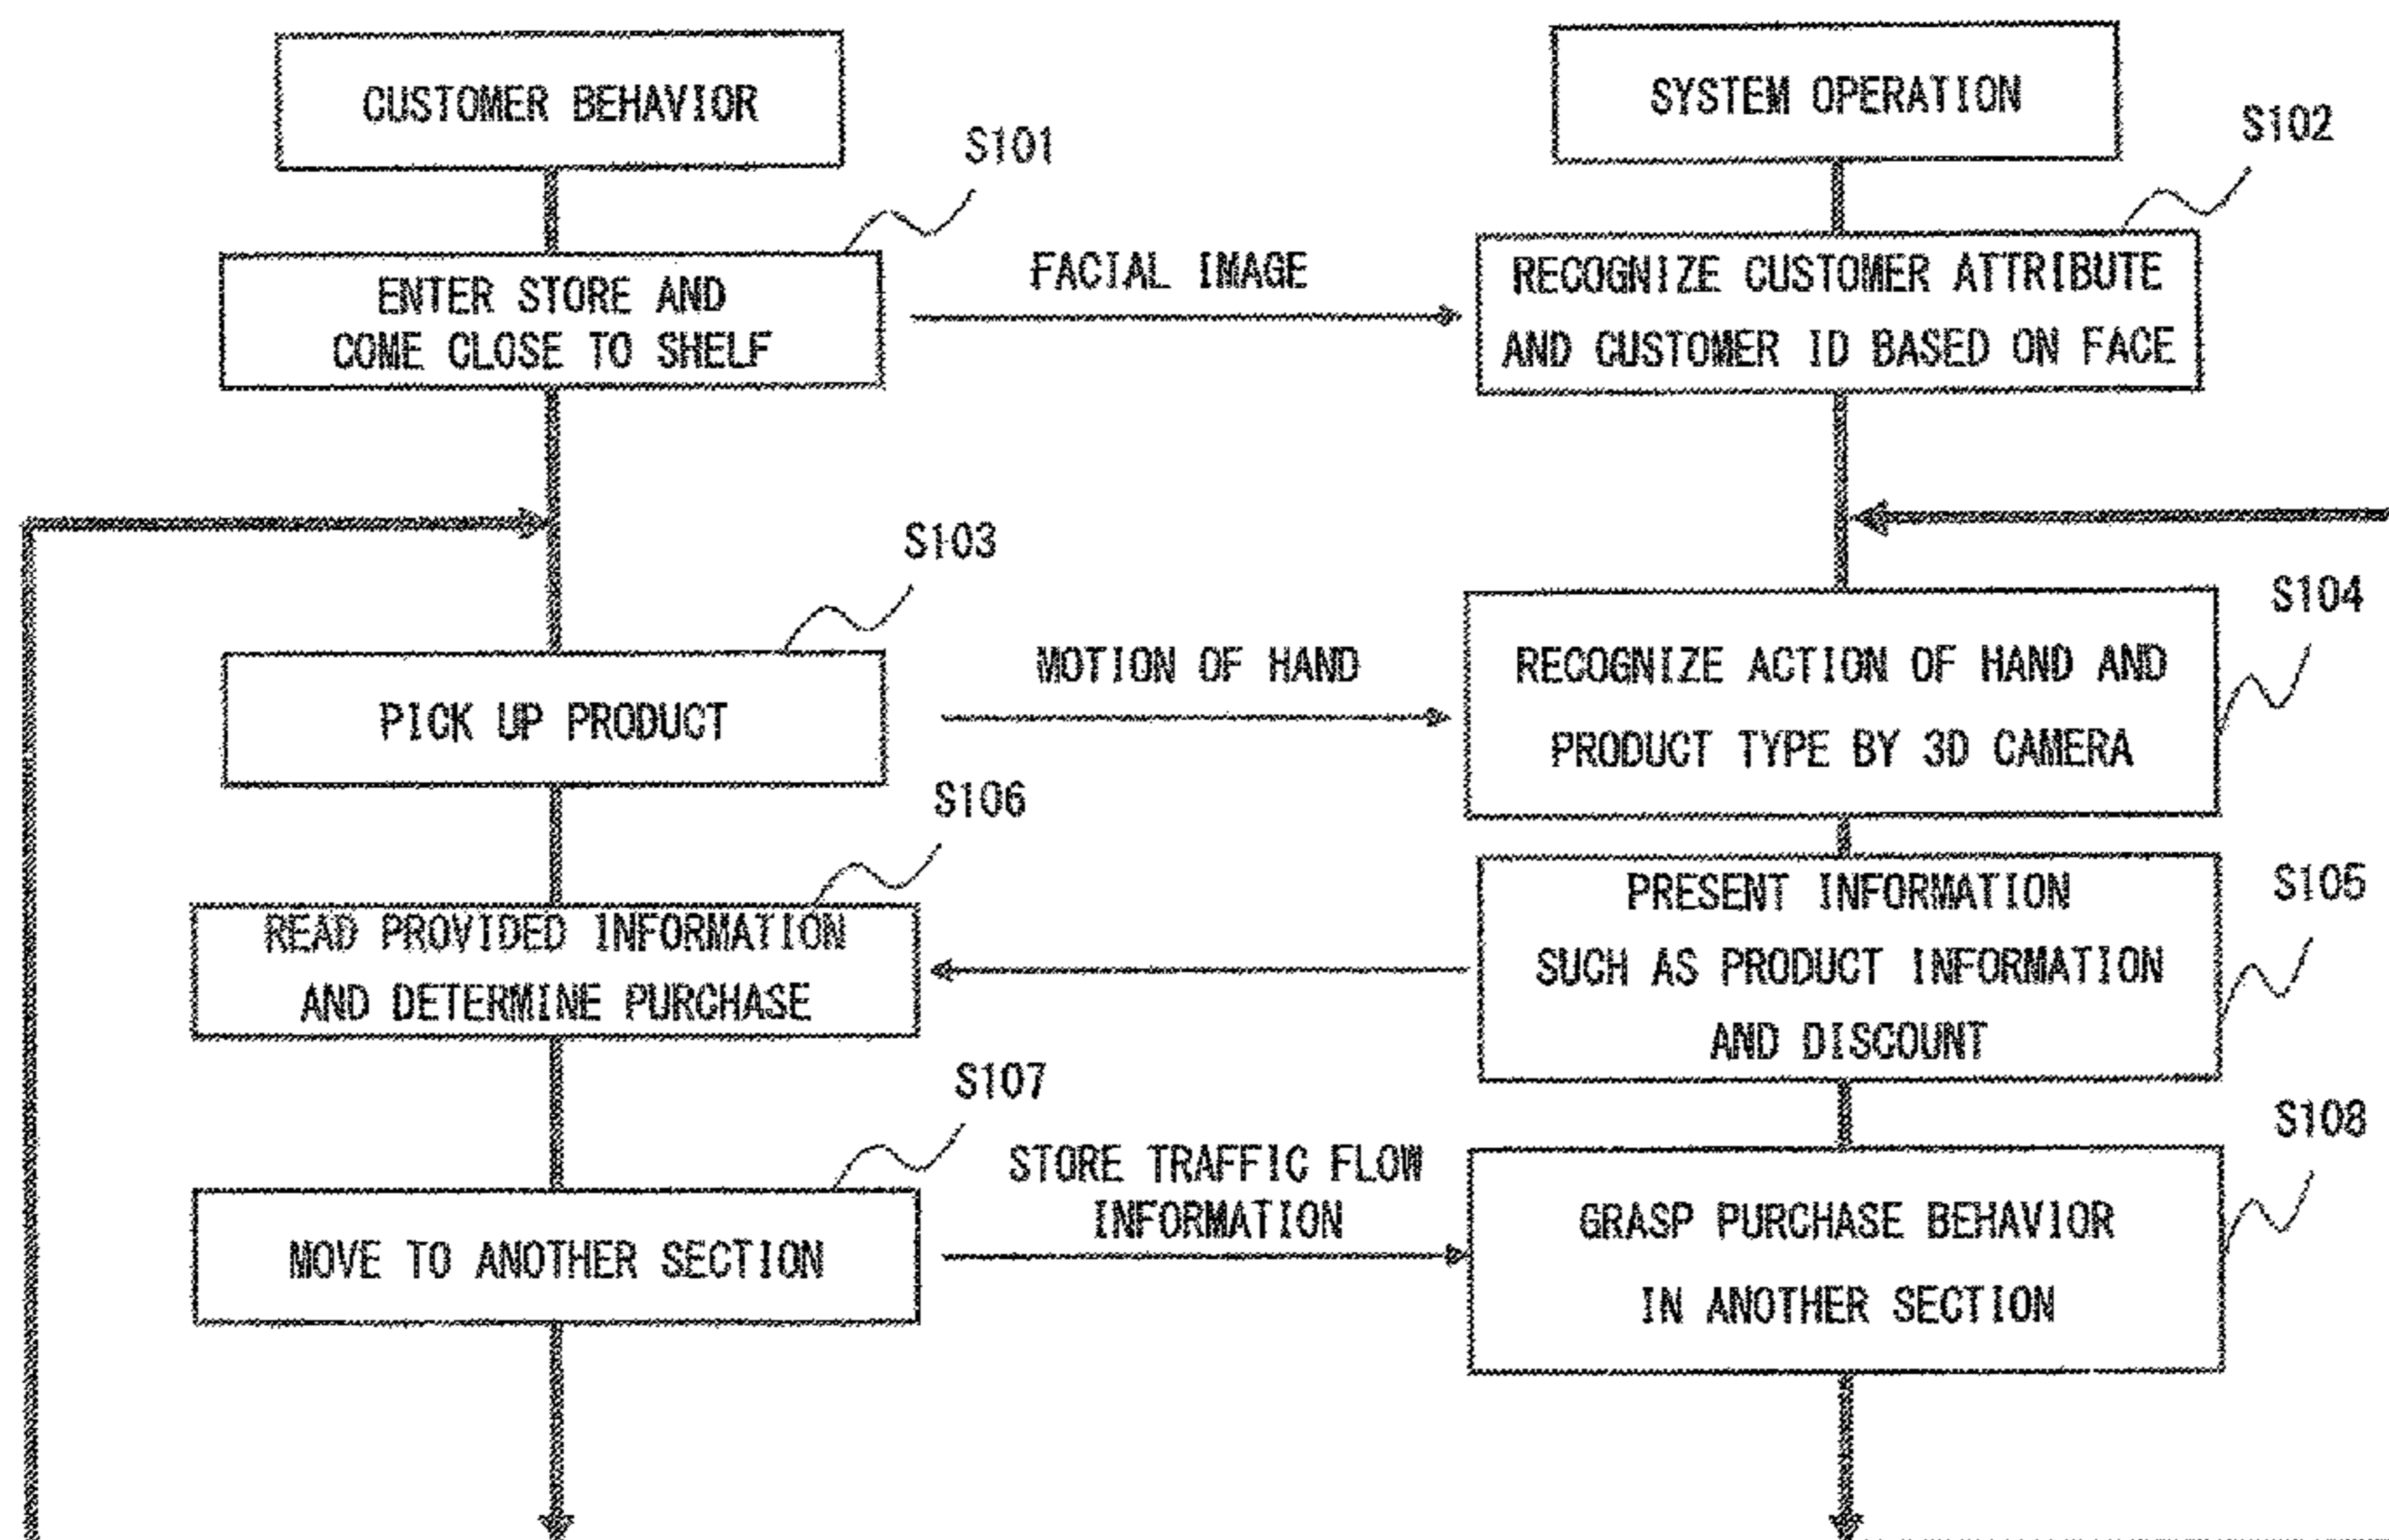 CUSTOMER BEHAVIOR
SYSTEM OPERATION
S101
S102
ENTER STORE AND
COME CLOSE TO SHELF
FACIAL IMAGE
RECOGNIZE CUSTOMER ATTRIBUTE
AND CUSTOMER ID BASED ON FACE
S103
S104
PICK UP PRODUCT
MOTION OF HAND
RECOGNIZE ACTION OF HAND AND
PRODUCT TYPE BY 3D CAMERA
S106
S105
READ PROVIDED INFORMATION
AND DETERMINE PURCHASE
PRESENT INFORMATION
SUCH AS PRODUCT INFORMATION
AND DISCOUNT
S107
S108
MOVE TO ANOTHER SECTION
STORE TRAFFIC FLOW
INFORMATION
GRASP PURCHASE BEHAVIOR
IN ANOTHER SECTION